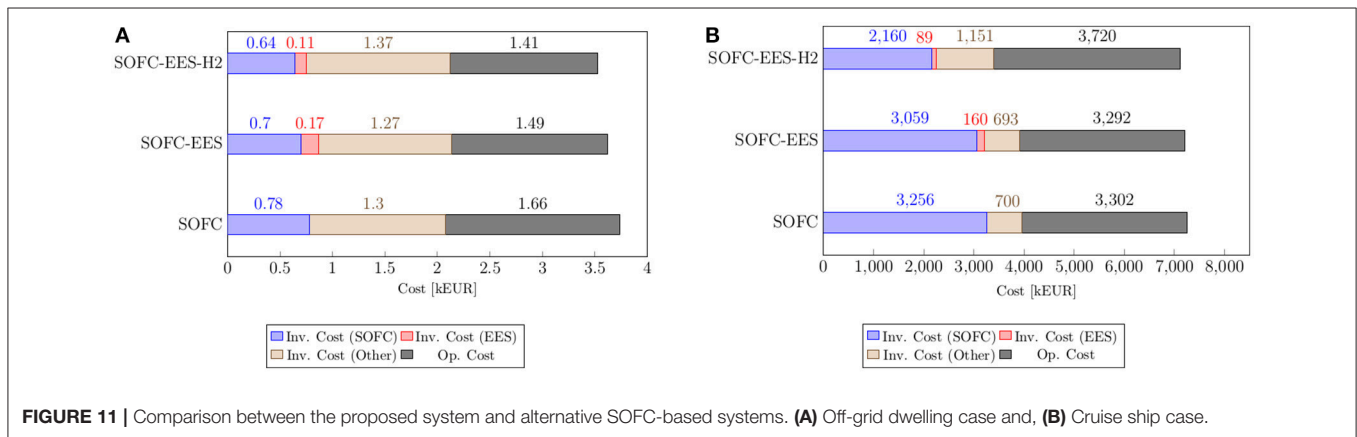 A
0.64 0.11 1.37 1.41
SOFC-EES-H2
0.7 0.17 1.27 1.49
SOFC-EES
0.78 1.3 1.66
SOFC
0 0.5 1 1.5 2 2.5 3 3.5 4
Cost [kEUR]
Inv. Cost (SOFC) Inv. Cost (EES)
Inv. Cost (Other) Op. Cost
B
2,160 89 1,151 3,720
SOFC-EES-H2
3,059 160 693 3,292
SOFC-EES
3,256 700 3,302
SOFC
0 1,000 2,000 3,000 4,000 5,000 6,000 7,000 8,000
Cost [kEUR]
Inv. Cost (SOFC) Inv. Cost (EES)
Inv. Cost (Other) Op. Cost
FIGURE 11 | Comparison between the proposed system and alternative SOFC-based systems. (A) Off-grid dwelling case and, (B) Cruise ship case.